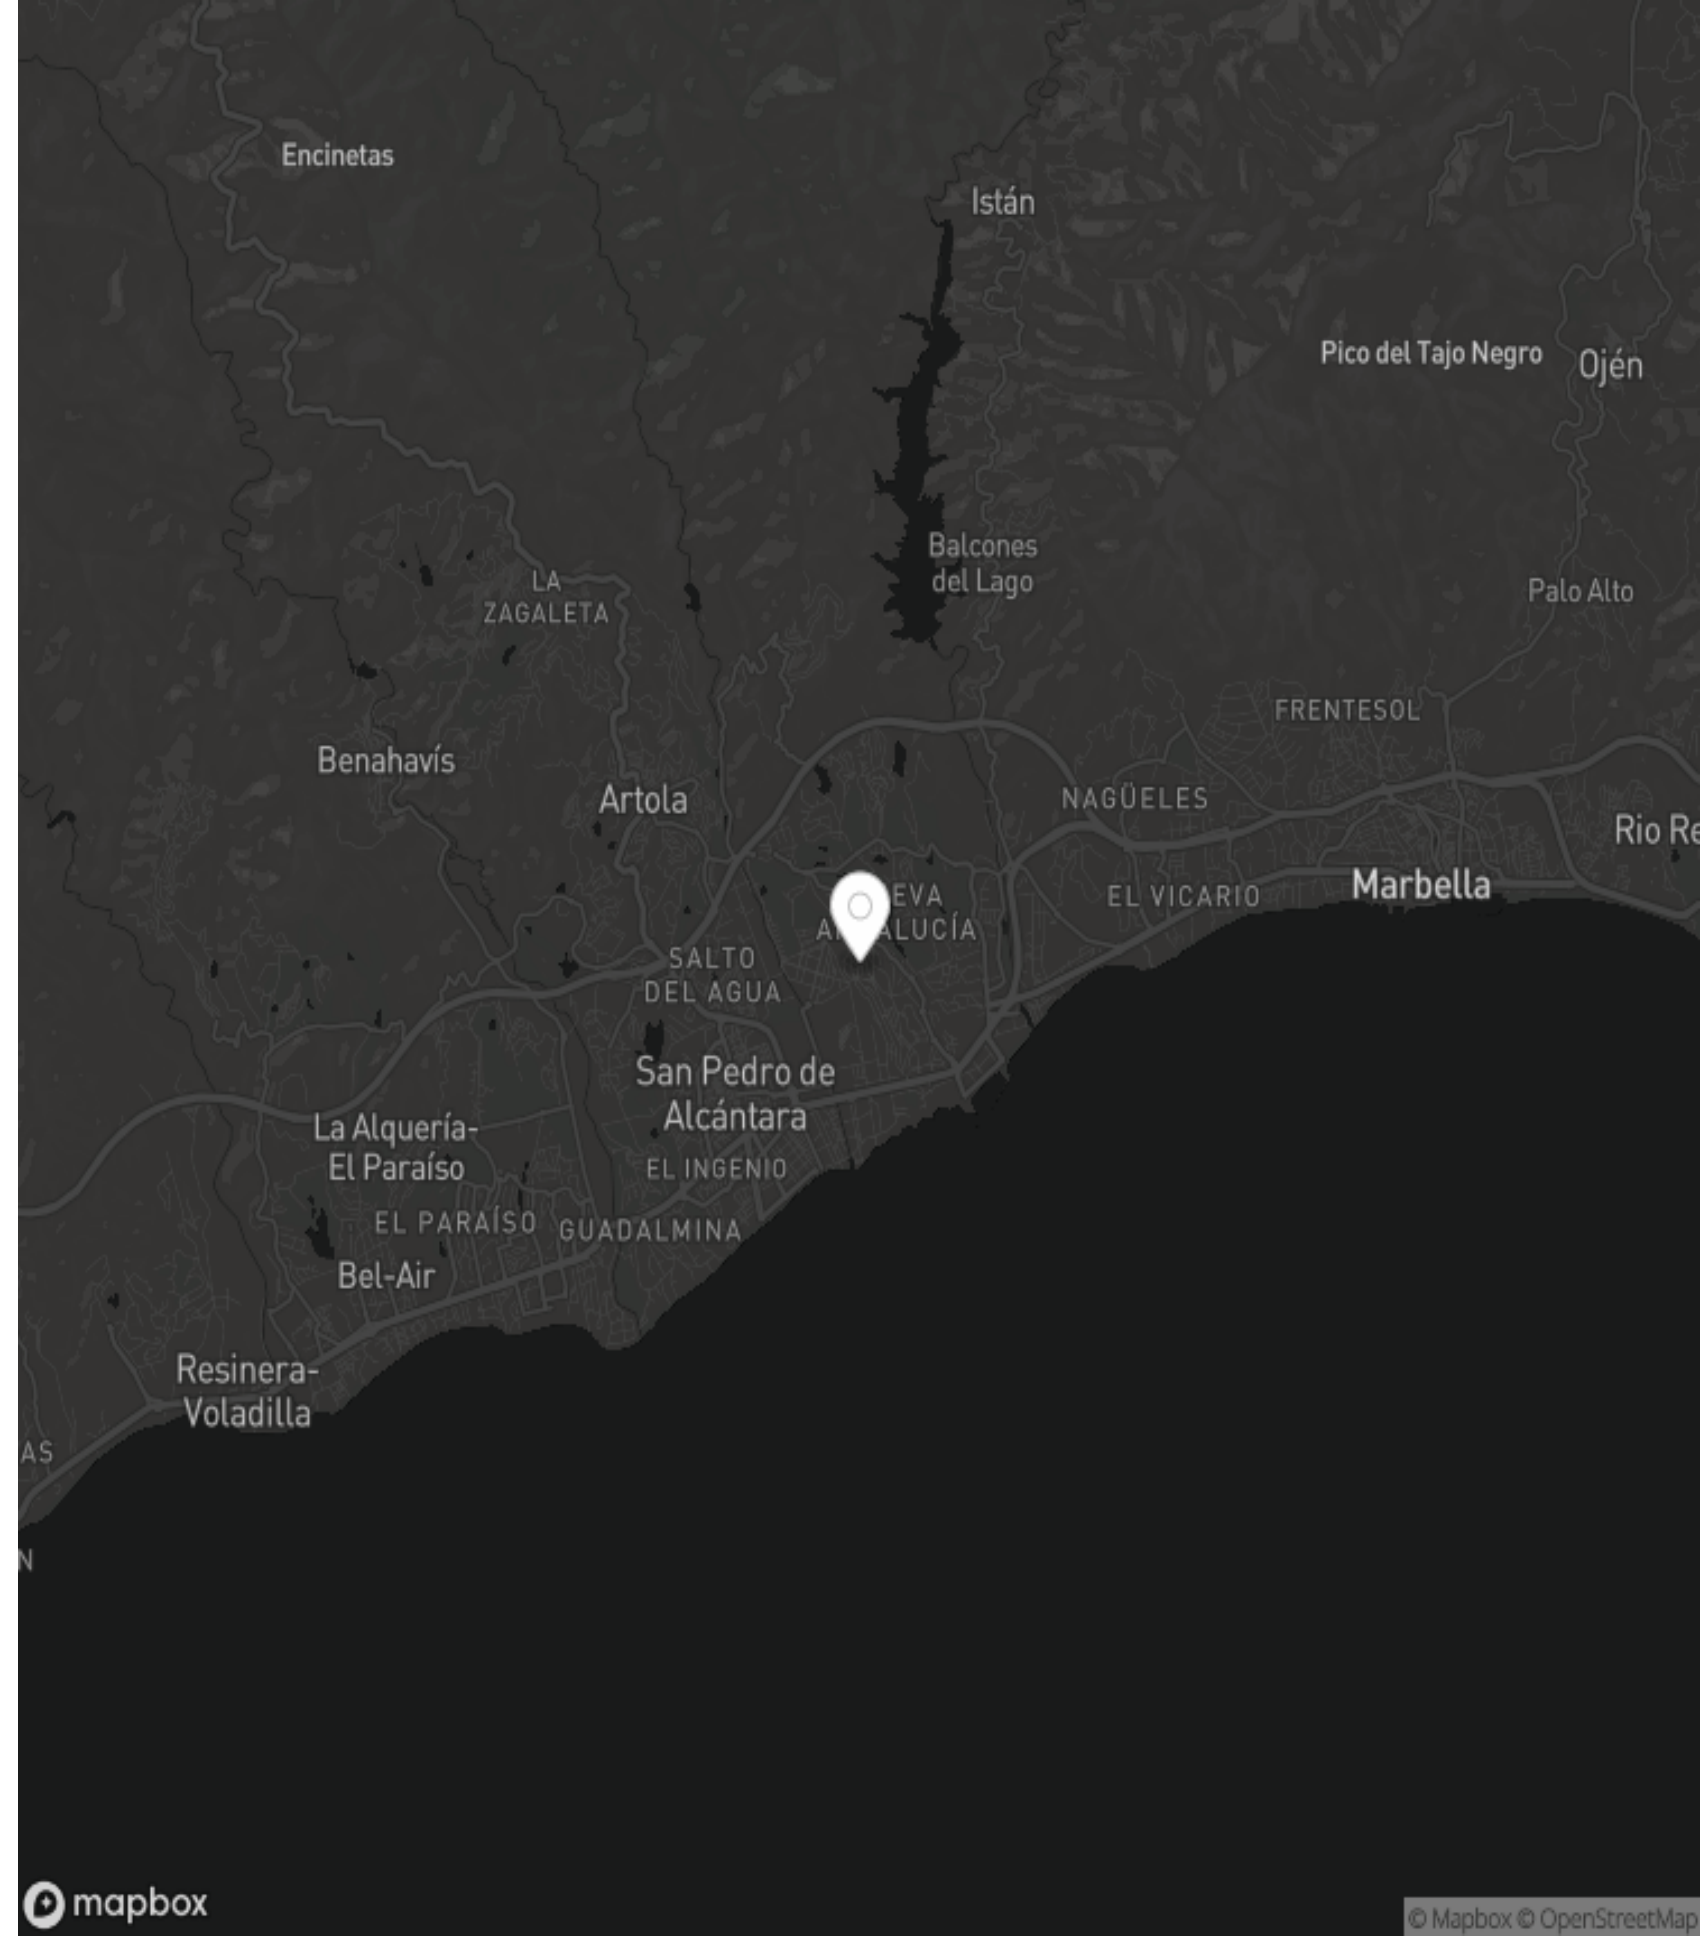 Encinetas
Istán
Pico del Tajo Negro
Ojén
Balcones
del Lago
LA
ZAGALETA
Palo Alto
FRENTESOL
Benahavís
Artola
NAGÜELES
Rio Re
EVA
ALUCÍA
EL VICARIO
Marbella
SALTO
DEL AGUA
San Pedro de
Alcántara
La Alquería-
El Paraíso
EL INGENIO
EL PARAÍSO
GUADALMINA
Bel-Air
Resinera-
Voladilla
AS
N
mapbox
© Mapbox © OpenStreetMap